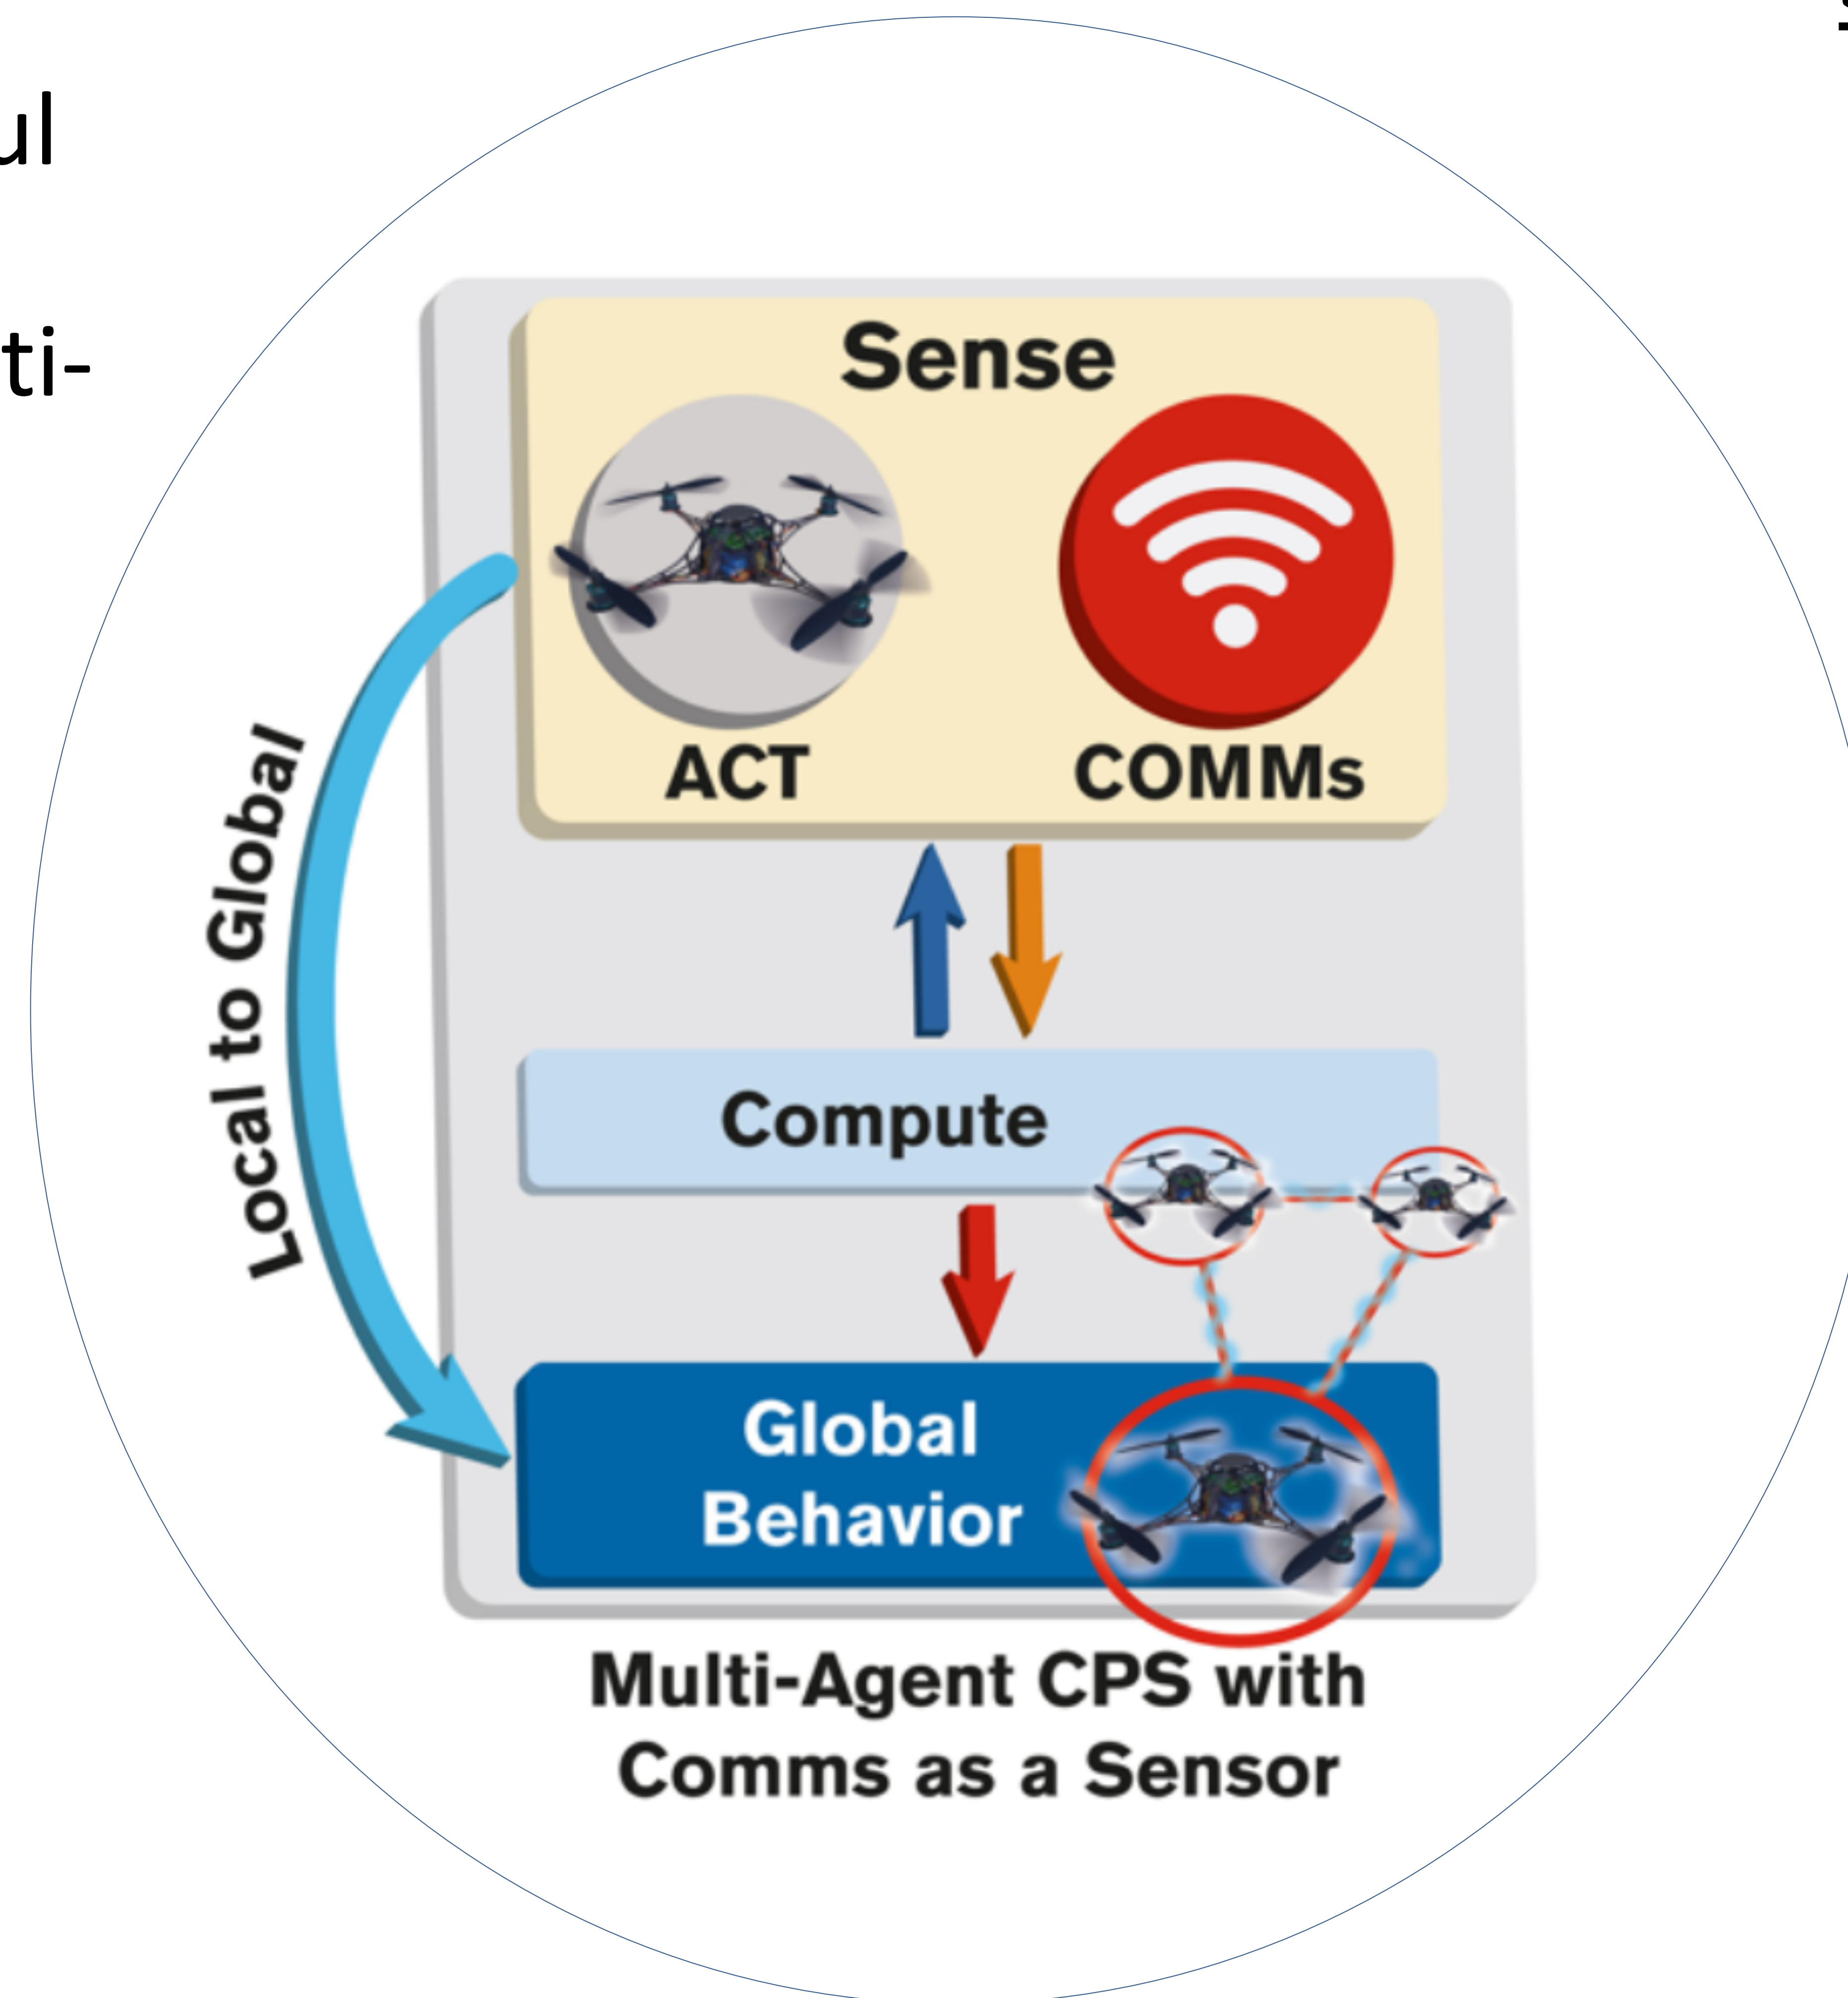 ul
ti-
Sense
ACT
COMMs
Local to Global
Compute
Global
Behavior
Multi-Agent CPS with
Comms as a Sensor